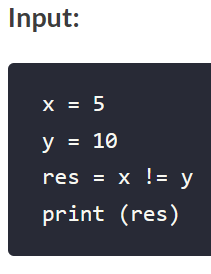 Input:
x = 5
y = 10
res = x != y
print (res)